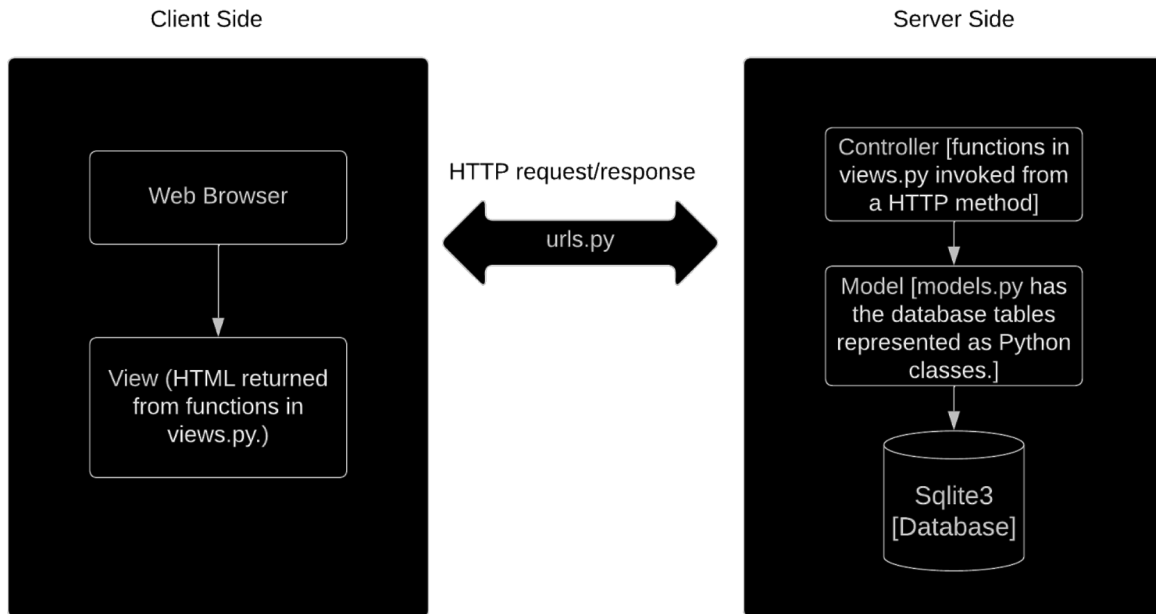 Client Side
Server Side
Web Browser
View (HTML returned
from functions in
views.py.)
HTTP request/response
urls.py
Controller [functions in
views.py invoked from
a HTTP method]
Model [models.py has
the database tables
represented as Python
classes.]
Sqlite3
[Database]